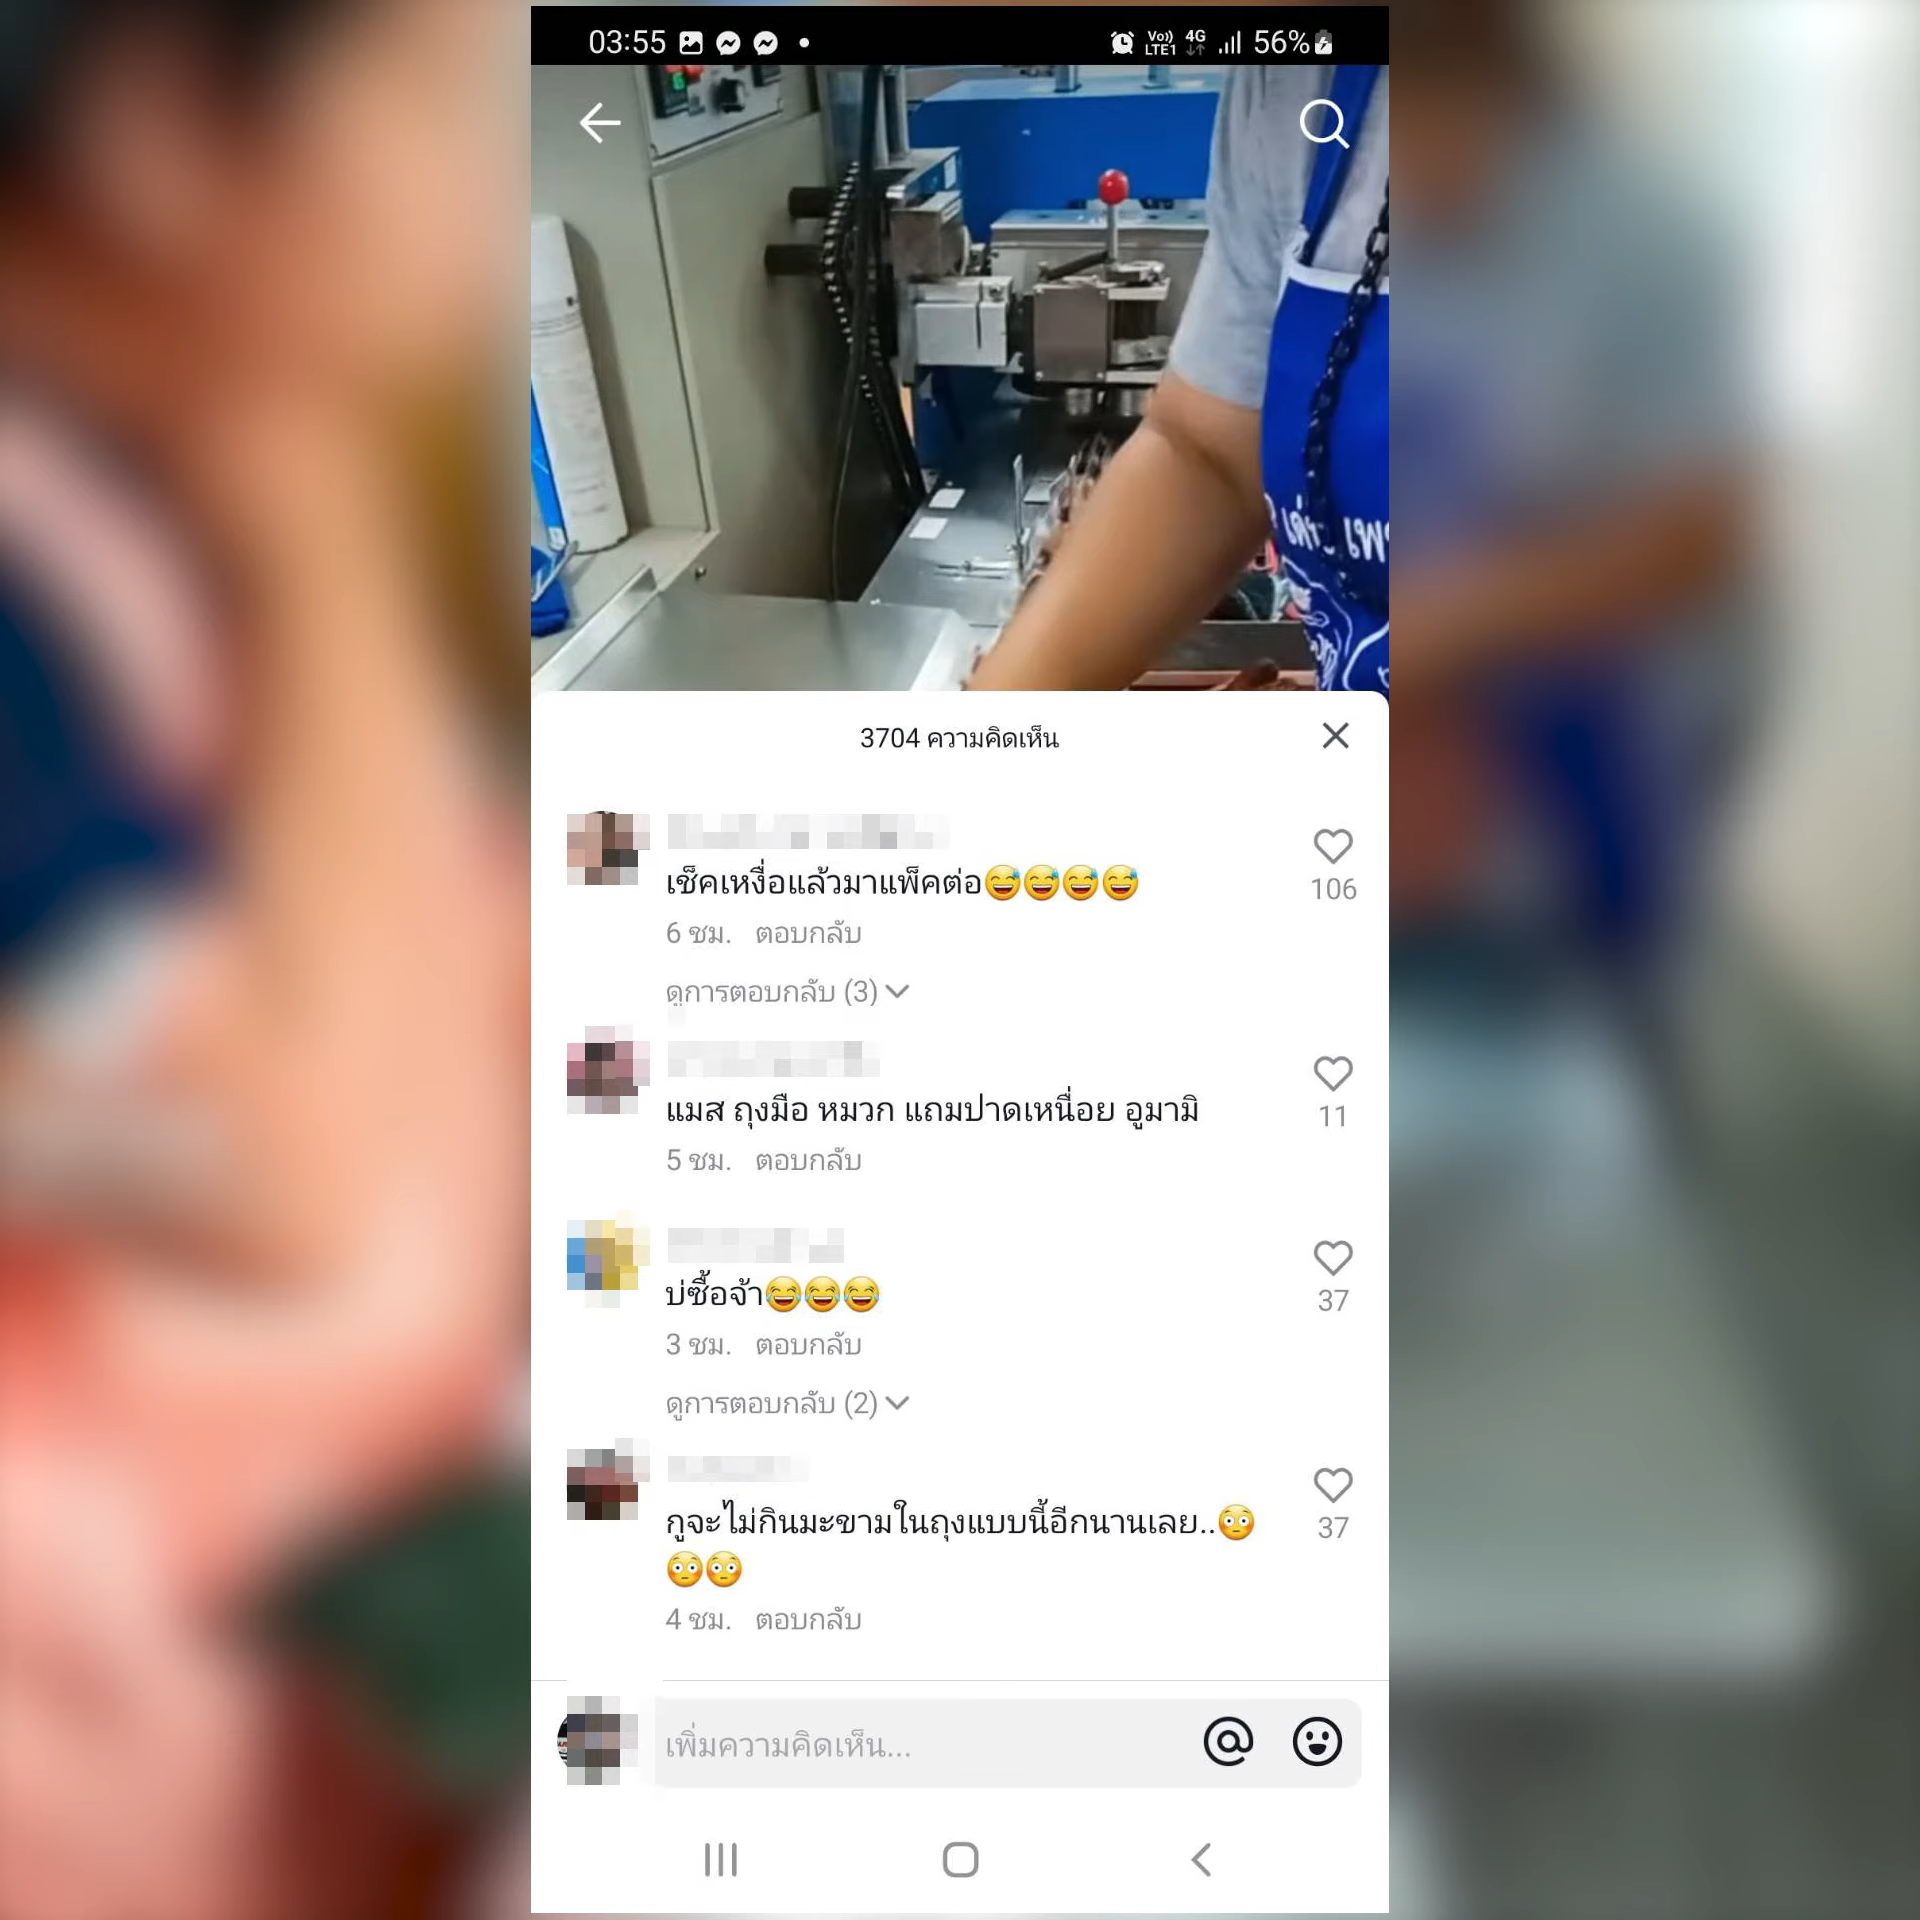 03:55
Vo)) LTE1 4G 56%
3704 ความคิดเห็น
เช็คเหงื่อแล้วมาแพ็คต่อ😅😅😅😅
106
6 ชม. ตอบกลับ
ดูการตอบกลับ (3)
แมส ถุงมือ หมวก แถมปาดเหนื่อย อูมามิ
11
5 ชม. ตอบกลับ
บ่ซื้อจ้า😂😂😂
37
3 ชม. ตอบกลับ
ดูการตอบกลับ (2)
กูจะไม่กินมะขามในถุงแบบนี้อีกนานเลย..😳
😳😳
37
4 ชม. ตอบกลับ
เพิ่มความคิดเห็น...